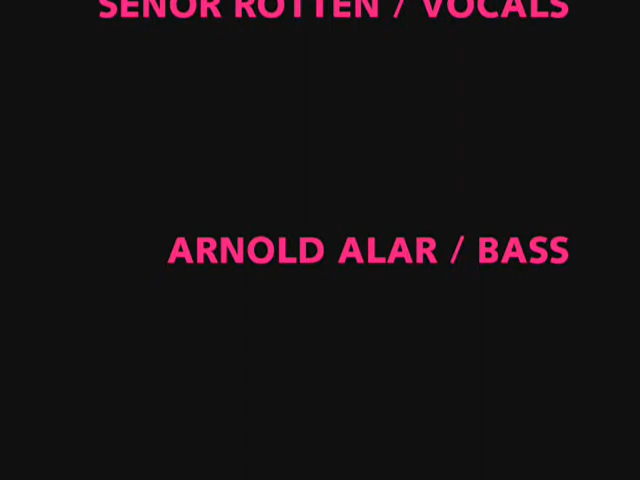 SENOR ROTTEN / VOCALS
ARNOLD ALAR / BASS